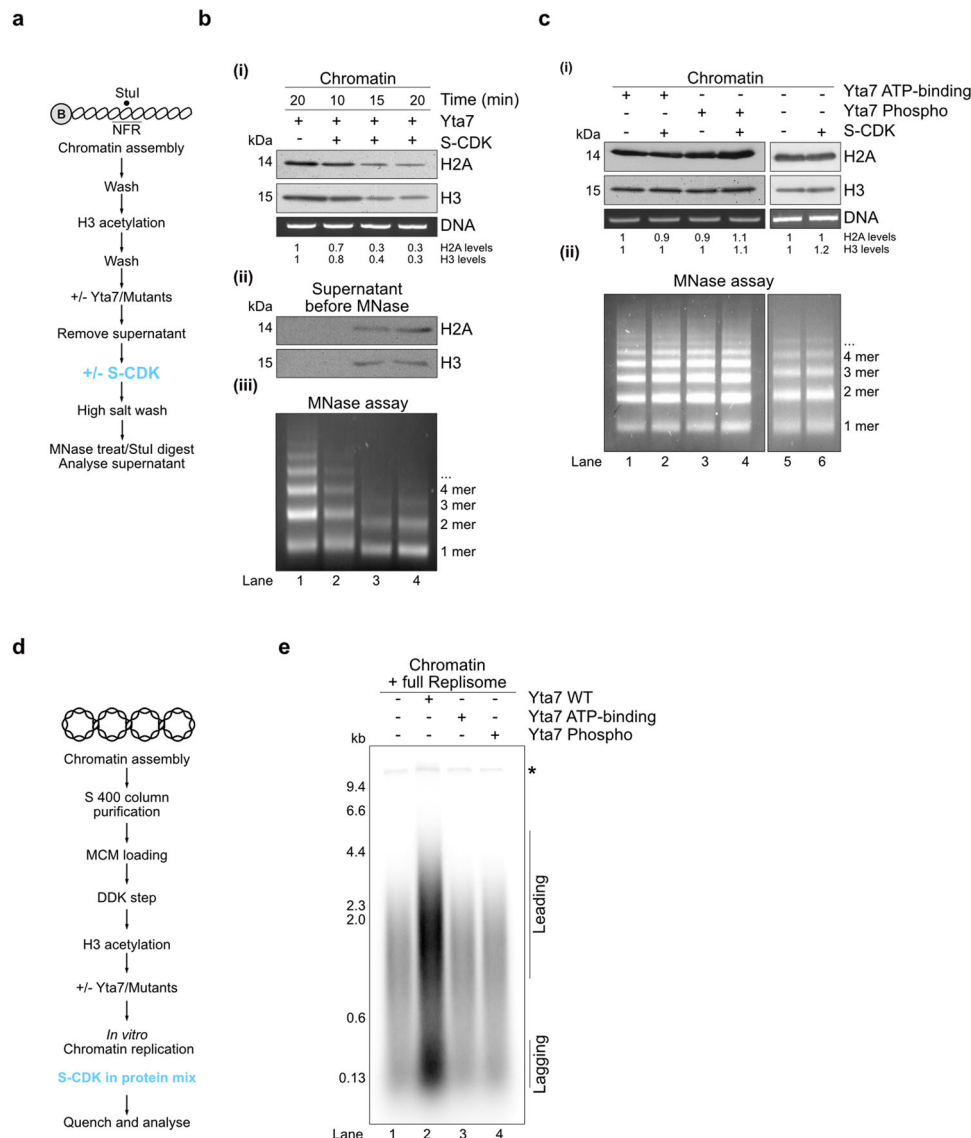 a
StuI
B
NFR
Chromatin assembly
Wash
H3 acetylation
Wash
+/- Yta7/Mutants
Remove supernatant
+/- S-CDK
High salt wash
MNase treat/StuI digest
Analyse supernatant
b
(i)
Chromatin
20 10 15 20 Time (min)
+ + + + Yta7
kDa - + + + S-CDK
14 H2A
15 H3
DNA
1 0.7 0.3 0.3 H2A levels
1 0.8 0.4 0.3 H3 levels
(ii)
Supernatant
before MNase
kDa
14 H2A
15 H3
(iii)
MNase assay
...
4 mer
3 mer
2 mer
1 mer
Lane 1 2 3 4
c
(i)
Chromatin
+ + - - - - Yta7 ATP-binding
- - + + - - Yta7 Phospho
kDa - + - + - + S-CDK
14 H2A
15 H3
DNA
1 0.9 0.9 1.1 1 1 H2A levels
1 1 1 1.1 1 1.2 H3 levels
(ii)
MNase assay
...
4 mer
3 mer
2 mer
1 mer
Lane 1 2 3 4 5 6
d
Chromatin assembly
S 400 column
purification
MCM loading
DDK step
H3 acetylation
+/- Yta7/Mutants
In vitro
Chromatin replication
S-CDK in protein mix
Quench and analyse
e
Chromatin
+ full Replisome
- + - - Yta7 WT
- - + - Yta7 ATP-binding
- - - + Yta7 Phospho
kb
*
9.4
6.6
4.4
2.3
2.0
0.6
0.13
Leading
Lagging
Lane 1 2 3 4